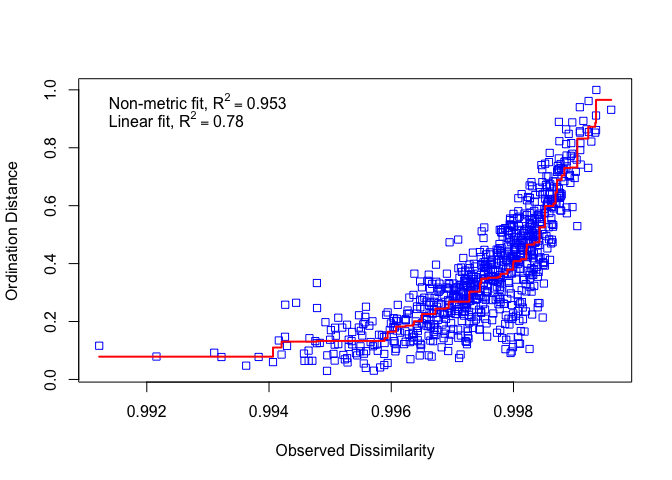 Non-metric fit, R² = 0.953
Linear fit, R² = 0.78
Ordination Distance
1.0
0.8
0.6
0.4
0.2
0.0
0.992 0.994 0.996 0.998
Observed Dissimilarity